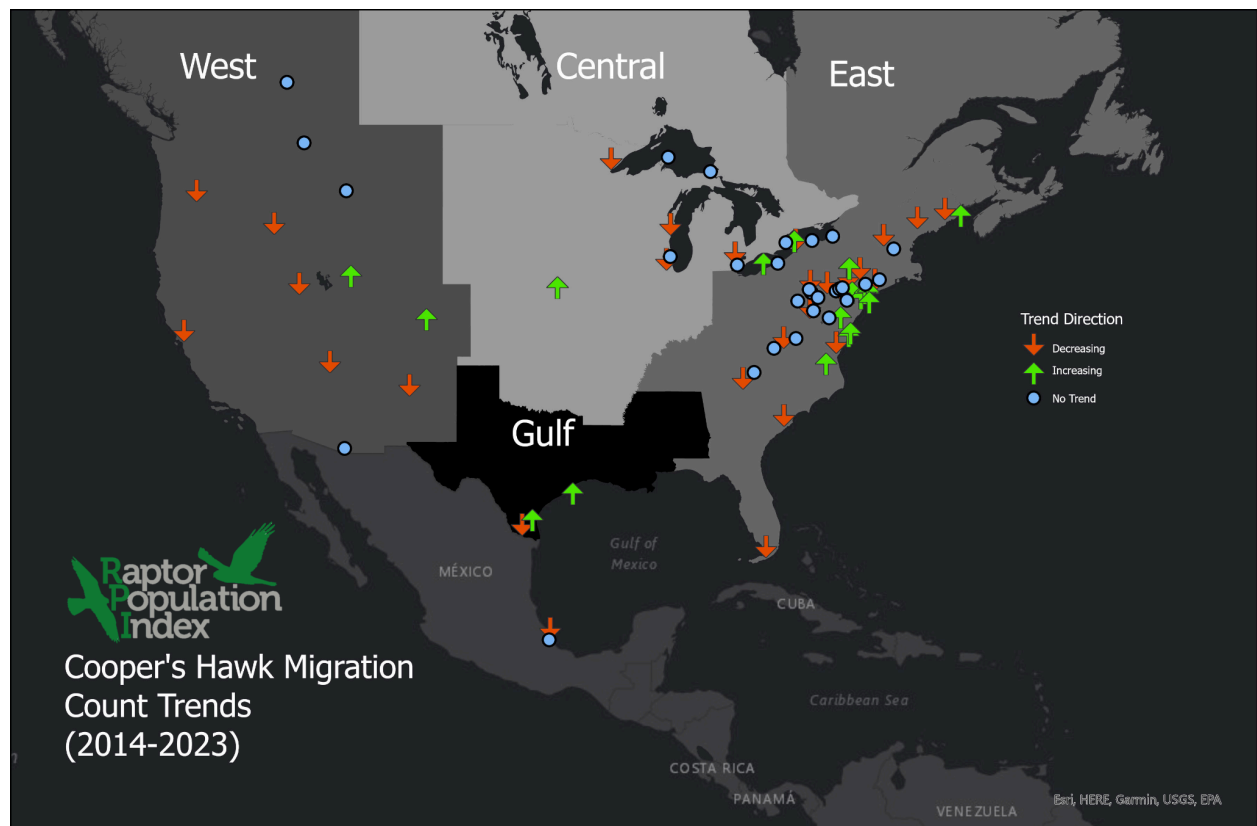 West
Central
East
Trend Direction
Decreasing
Increasing
No Trend
Gulf
Gulf of
Mexico
MÉXICO
CUBA
Raptor
Population
Index
Cooper's Hawk Migration
Count Trends
(2014-2023)
Caribbean Sea
COSTA RICA
PANAMÁ
VENEZUELA
Esri, HERE, Garmin, USGS, EPA